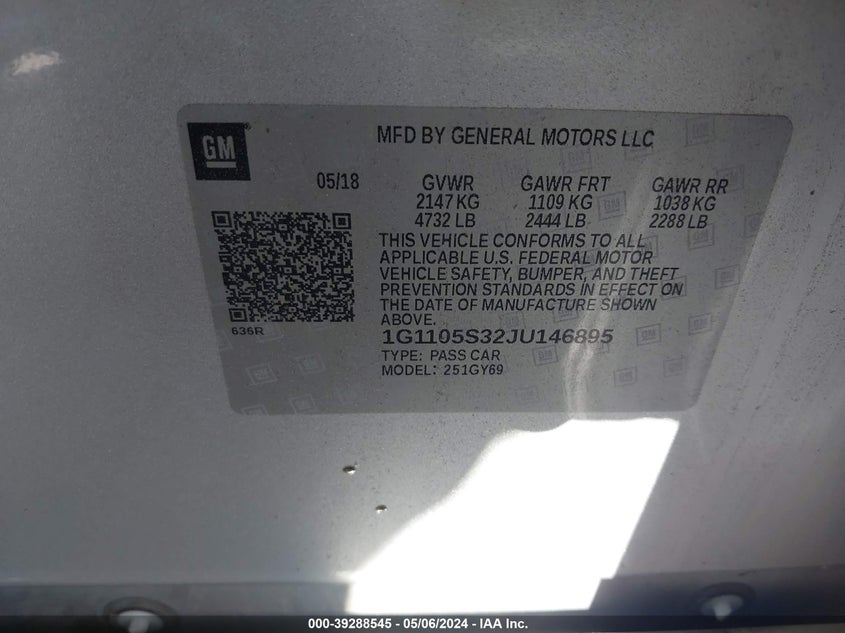 GM
MFD BY GENERAL MOTORS LLC
05/18 GVWR GAWR FRT GAWR RR
2147 KG 1109 KG 1038 KG
4732 LB 2444 LB 2288 LB
THIS VEHICLE CONFORMS TO ALL
APPLICABLE U.S. FEDERAL MOTOR
VEHICLE SAFETY, BUMPER, AND THEFT
PREVENTION STANDARDS IN EFFECT ON
THE DATE OF MANUFACTURE SHOWN
ABOVE.
636R
1G1105S32JU146895
TYPE: PASS CAR
MODEL: 251GY69
000-39288545 - 05/06/2024 - IAA Inc.